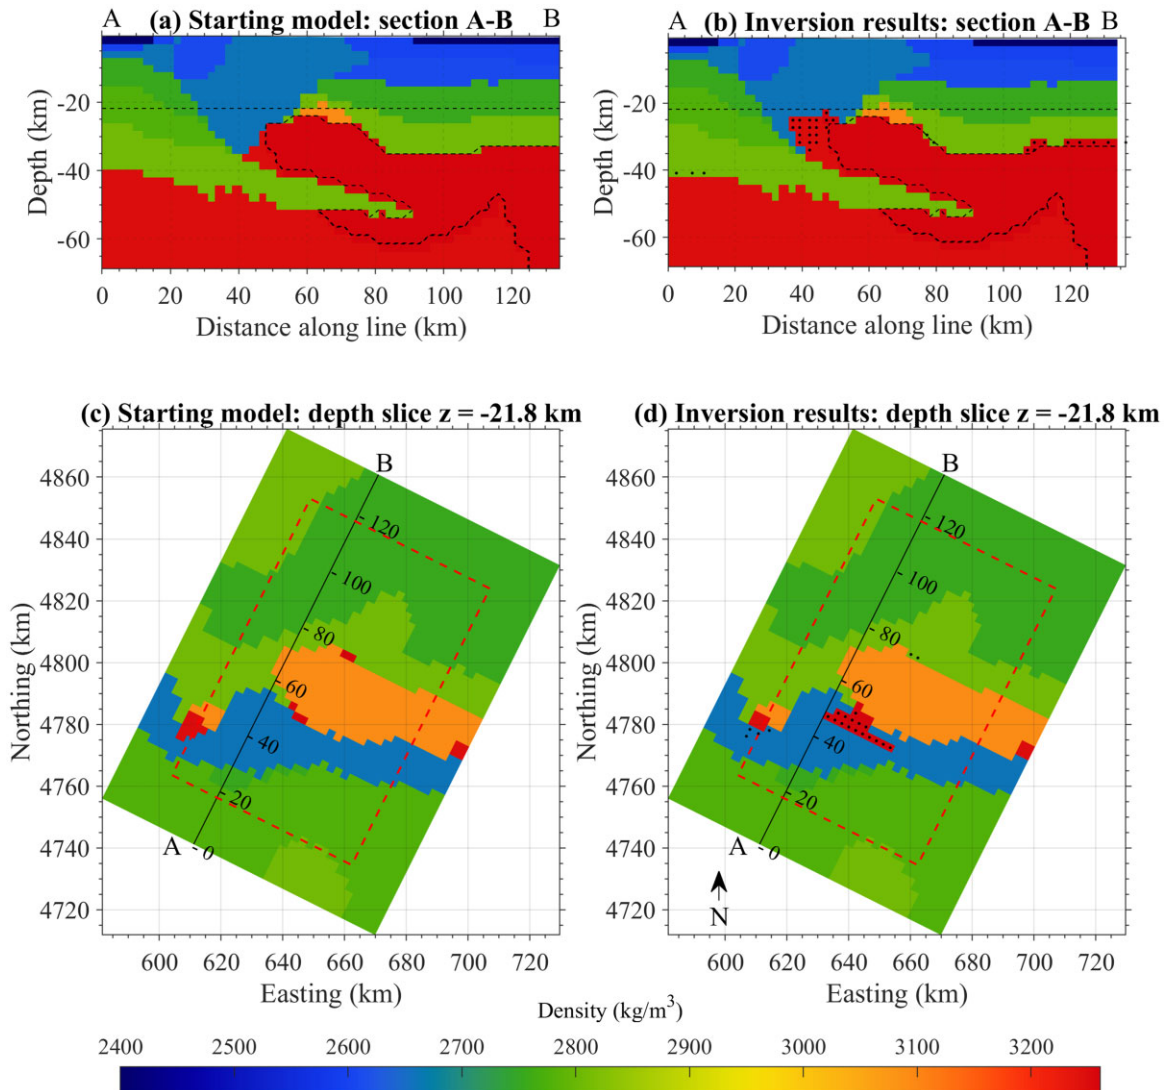 A (a) Starting model: section A-B B
-20
-40
-60
Depth (km)
0 20 40 60 80 100 120
Distance along line (km)
A (b) Inversion results: section A-B B
-20
-40
-60
Depth (km)
0 20 40 60 80 100 120
Distance along line (km)
(c) Starting model: depth slice z = -21.8 km
4860
4840
4820
4800
4780
4760
4740
4720
Northing (km)
B
120
100
80
60
40
20
0
A
600 620 640 660 680 700 720
Easting (km)
(d) Inversion results: depth slice z = -21.8 km
4860
4840
4820
4800
4780
4760
4740
4720
Northing (km)
B
120
100
80
60
40
20
0
A
N
600 620 640 660 680 700 720
Easting (km)
Density (kg/m³)
2400 2500 2600 2700 2800 2900 3000 3100 3200